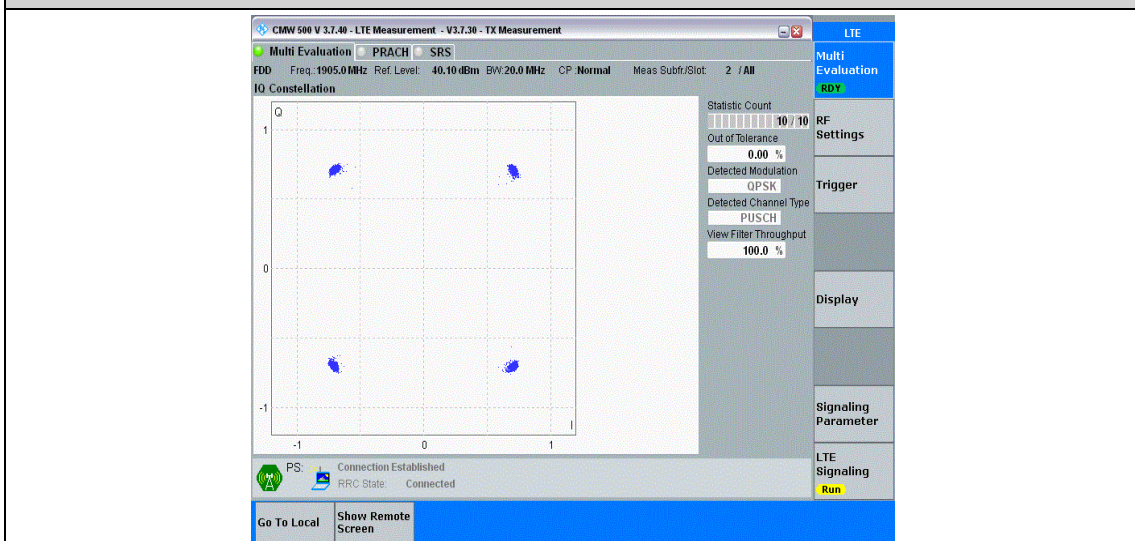 CMW 500 V 3.7.40 - LTE Measurement - V3.7.30 - TX Measurement
LTE
Multi Evaluation PRACH SRS
FDD Freq.:1905.0 MHz Ref. Level: 40.10 dBm BW:20.0 MHz CP :Normal Meas Subfr./Slot: 2 / All
IQ Constellation
Q
1
0
-1
I
-1 0 1
Statistic Count
10 / 10
Out of Tolerance
0.00 %
Detected Modulation
QPSK
Detected Channel Type
PUSCH
View Filter Throughput
100.0 %
Multi
Evaluation
RDY
RF
Settings
Trigger
Display
Signaling
Parameter
LTE
Signaling
Run
PS: Connection Established
RRC State: Connected
Go To Local
Show Remote
Screen